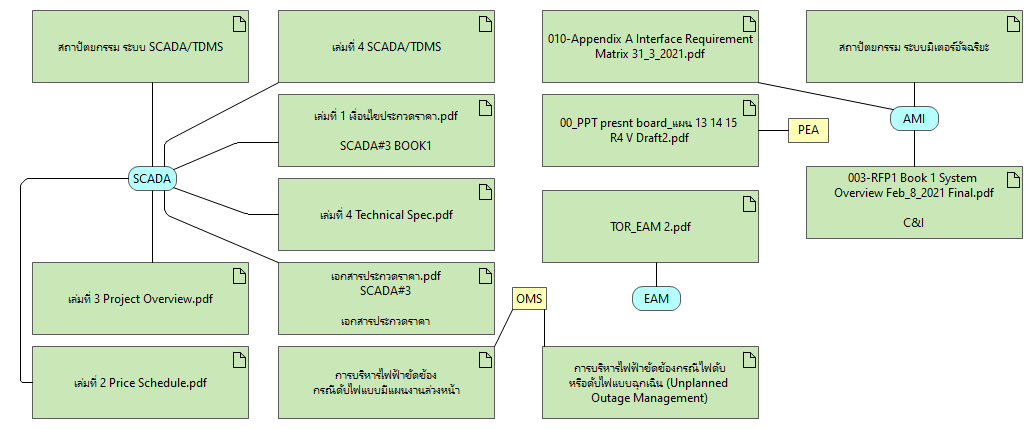 สถาปัตยกรรม ระบบ SCADA/TDMS
เล่มที่ 4 SCADA/TDMS
010-Appendix A Interface Requirement
Matrix 31_3_2021.pdf
สถาปัตยกรรม ระบบมิเตอร์อัจฉริยะ
เล่มที่ 1 เงื่อนไขประกวดราคา.pdf
SCADA#3 BOOK1
00_PPT presnt board_แผน 13 14 15
R4 V Draft2.pdf
PEA
AMI
SCADA
เล่มที่ 4 Technical Spec.pdf
TOR_EAM 2.pdf
003-RFP1 Book 1 System
Overview Feb_8_2021 Final.pdf
C&I
เล่มที่ 3 Project Overview.pdf
เอกสารประกวดราคา.pdf
SCADA#3
เอกสารประกวดราคา
OMS
EAM
เล่มที่ 2 Price Schedule.pdf
การบริหารไฟฟ้าขัดข้อง
กรณีดับไฟแบบมีแผนงานล่วงหน้า
การบริหารไฟฟ้าขัดข้องกรณีไฟดับ
หรือดับไฟแบบฉุกเฉิน (Unplanned
Outage Management)